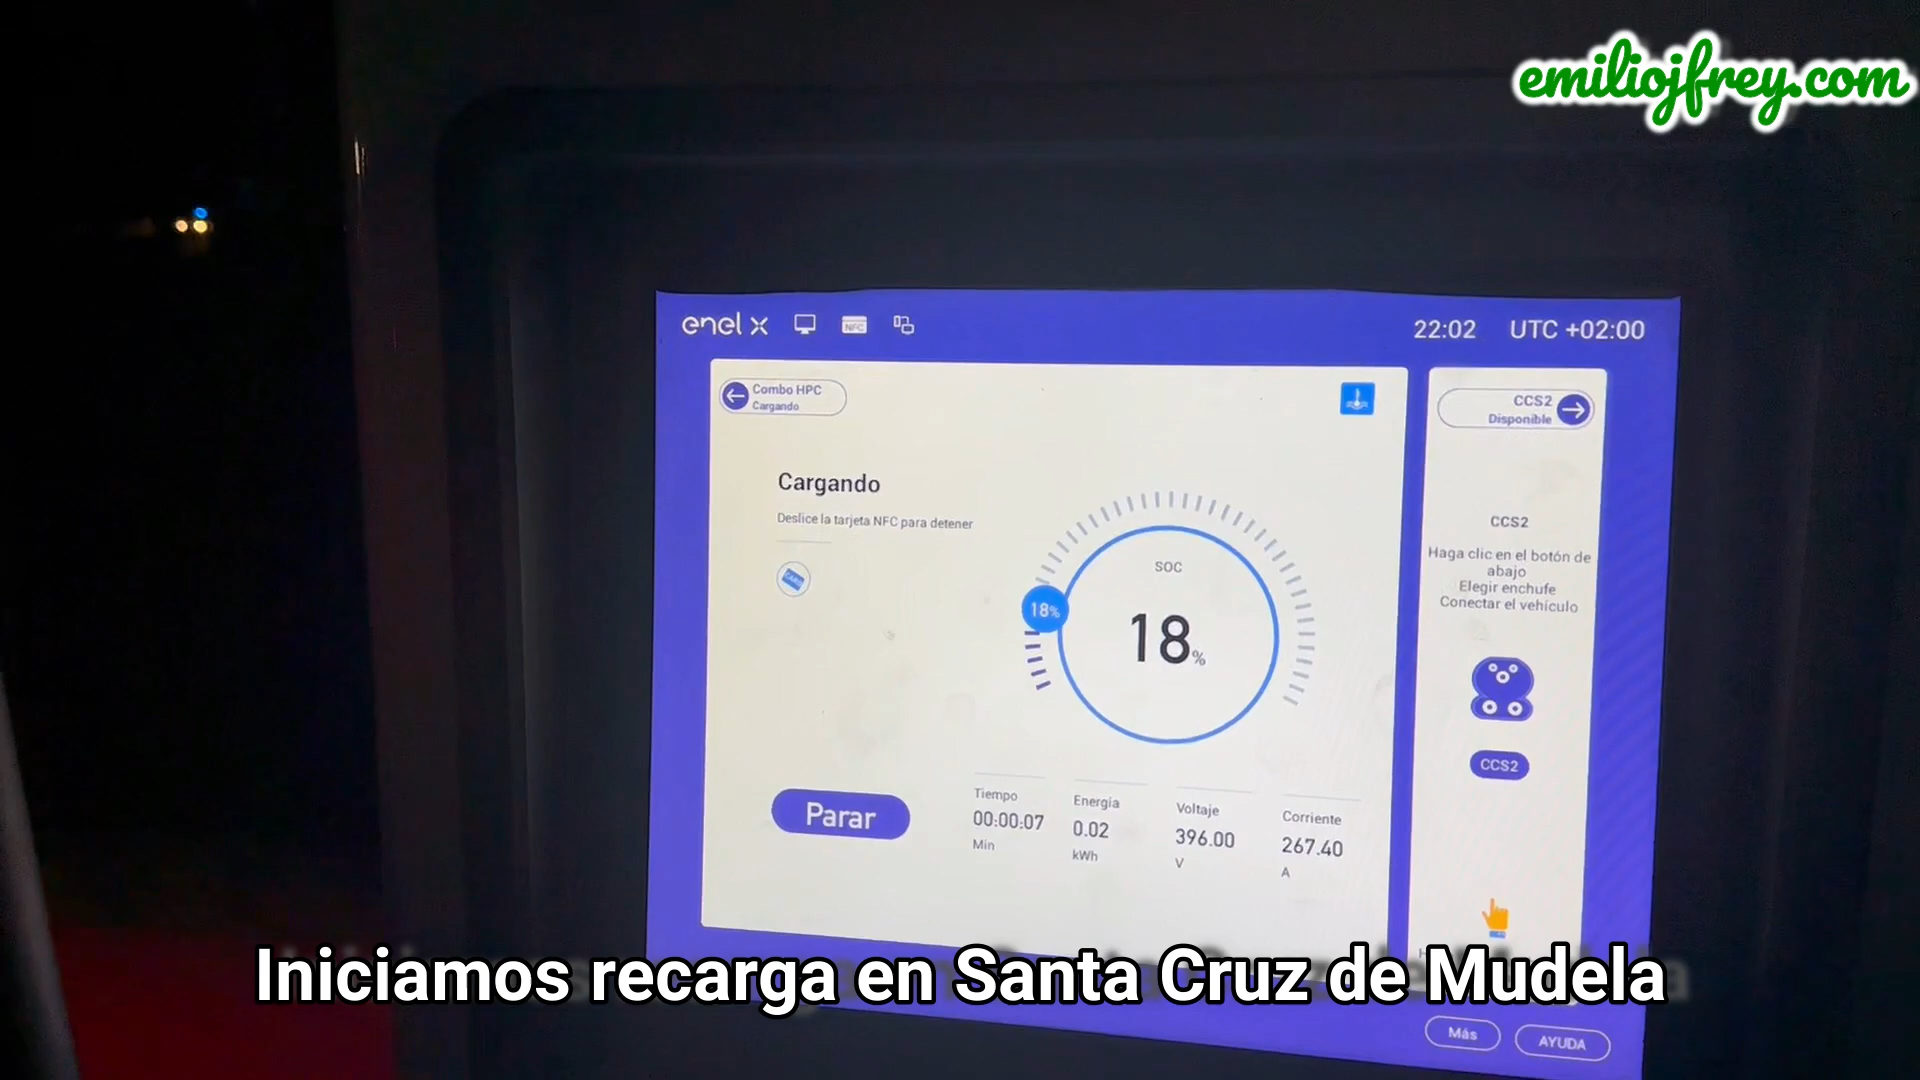 emiliojfrey.com
enel x
NFC
22:02 UTC +02:00
Combo HPC
Cargando
Cargando
Deslice la tarjeta NFC para detener
CARD
18%
SOC
18%
Parar
Tiempo
00:00:07
Min
Energía
0.02
kWh
Voltaje
396.00
V
Corriente
267.40
A
CCS2
Disponible
CCS2
Haga clic en el botón de
abajo
Elegir enchufe
Conectar el vehículo
CCS2
Iniciamos recarga en Santa Cruz de Mudela
Más
AYUDA